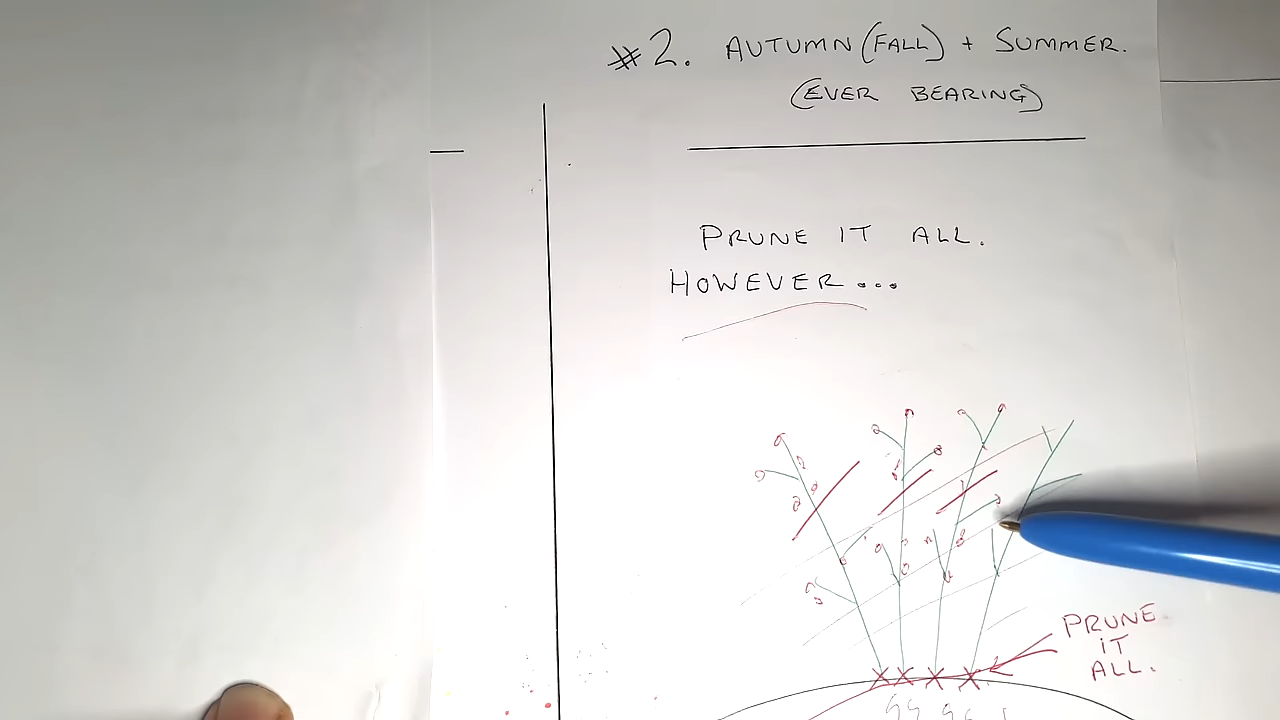 #2. AUTUMN (FALL) + SUMMER.
(EVER BEARING)
PRUNE IT ALL.
HOWEVER...
PRUNE
IT
ALL.